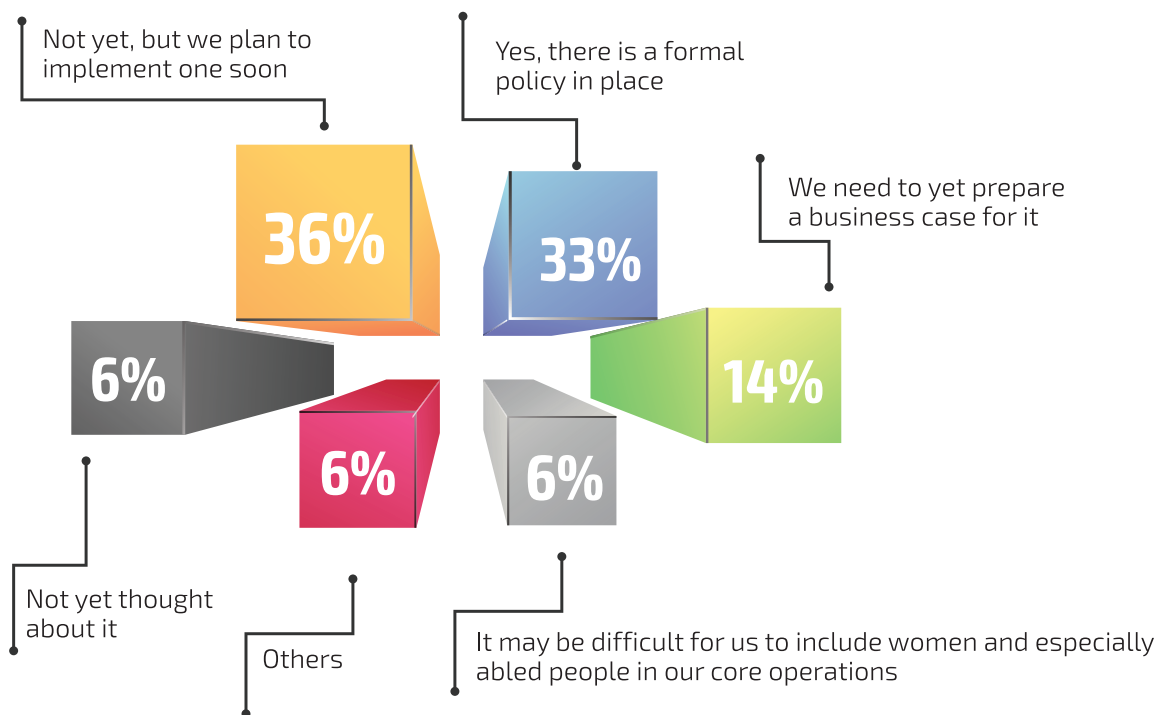 Not yet, but we plan to
implement one soon
Yes, there is a formal
policy in place
We need to yet prepare
a business case for it
36%
33%
14%
6%
6%
6%
Not yet thought
about it
Others
It may be difficult for us to include women and especially
abled people in our core operations